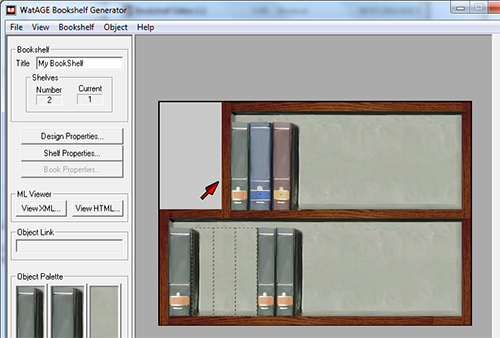 WatAGE Bookshelf Generator
File View Bookshelf Object Help
Bookshelf
Title My BookShelf
Shelves
Number Current
2 1
Design Properties...
Shelf Properties...
Book Properties...
ML Viewer
View XML... View HTML...
Object Link
Object Palette